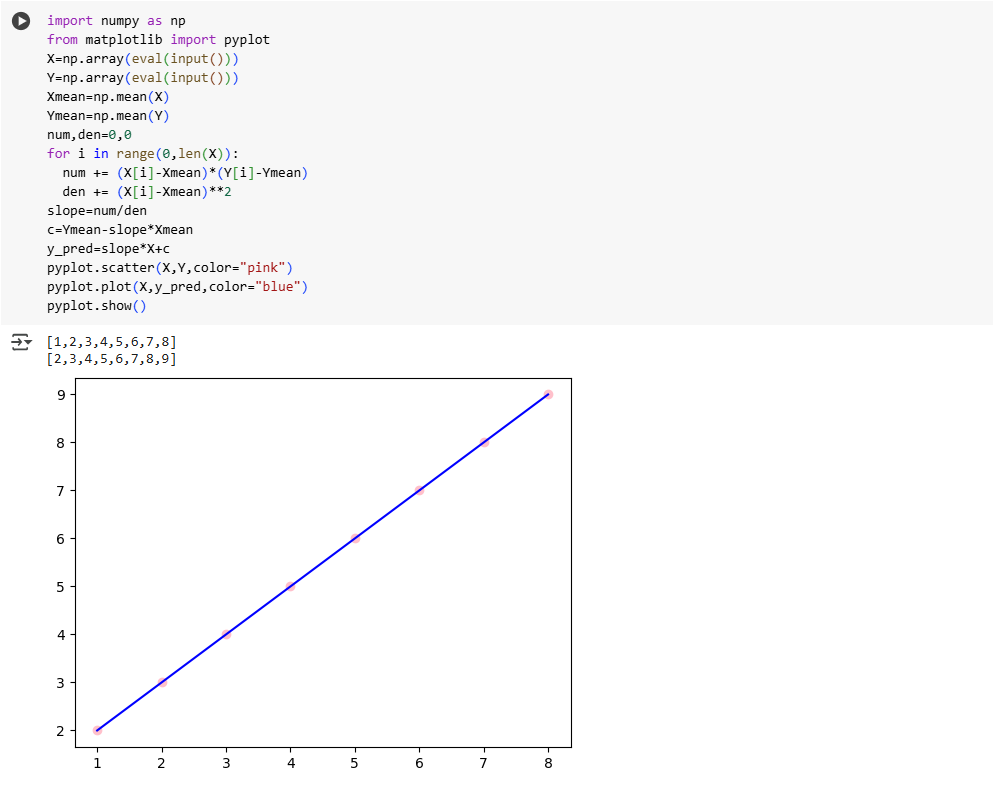 import numpy as np
from matplotlib import pyplot
X=np.array(eval(input()))
Y=np.array(eval(input()))
Xmean=np.mean(X)
Ymean=np.mean(Y)
num,den=0,0
for i in range(0,len(X)):
  num += (X[i]-Xmean)*(Y[i]-Ymean)
  den += (X[i]-Xmean)**2
slope=num/den
c=Ymean-slope*Xmean
y_pred=slope*X+c
pyplot.scatter(X,Y,color="pink")
pyplot.plot(X,y_pred,color="blue")
pyplot.show()
[1,2,3,4,5,6,7,8]
[2,3,4,5,6,7,8,9]
9
8
7
6
5
4
3
2
1 2 3 4 5 6 7 8